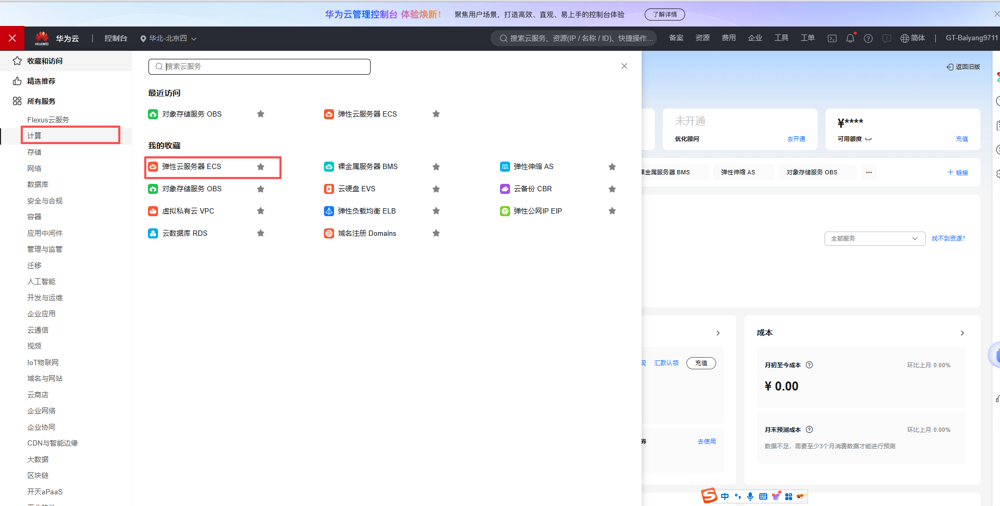 华为云管理控制台 体验焕新！ 聚焦用户场景，打造高效、直观、易上手的控制台体验 了解详情
HUAWEI 华为云 | 控制台 华北-北京四 搜索云服务、资源(IP / 名称 / ID)、快捷操作... 备案 资源 费用 企业 工具 工单 简体 | GT-Baiyang9711
收藏和访问
精选推荐
所有服务
Flexus云服务
计算
存储
网络
数据库
安全与合规
容器
应用中间件
管理与监管
迁移
人工智能
开发与运维
企业应用
云通信
视频
IoT物联网
域名与网站
云商店
企业网络
企业协同
CDN与智能边缘
大数据
区块链
开天aPaaS
搜索云服务
最近访问
对象存储服务 OBS 弹性云服务器 ECS
我的收藏
弹性云服务器 ECS 裸金属服务器 BMS 弹性伸缩 AS
对象存储服务 OBS 云硬盘 EVS 云备份 CBR
虚拟私有云 VPC 弹性负载均衡 ELB 弹性公网IP EIP
云数据库 RDS 域名注册 Domains
返回旧版
未开通
优化顾问 去开通
¥****
可用额度 充值
金属服务器 BMS 弹性伸缩 AS 对象存储服务 OBS ... + 链接
全部服务 找不到资源？
现 汇款认领 充值
券 去使用
成本
月初至今成本 环比上月 0.00%
¥ 0.00
月末预测成本 环比上月 0.00%
数据不足，需要至少3个月消费数据才能进行预测
S 中